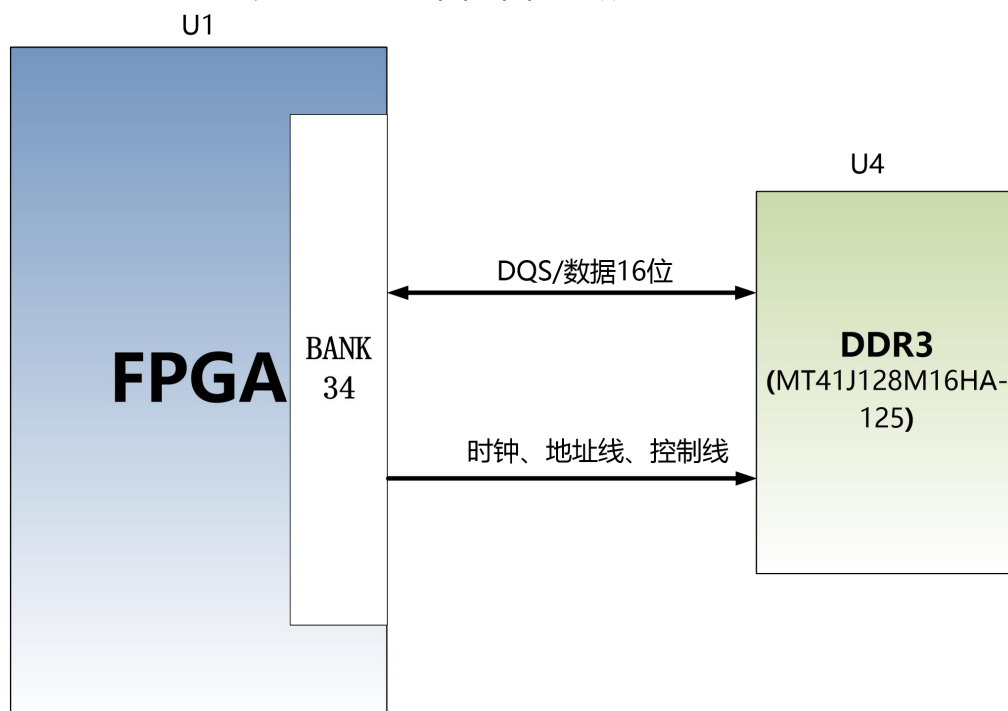 U1
U4
DQS/数据16位
FPGA
BANK
34
DDR3
(MT41J128M16HA-
125)
时钟、地址线、控制线